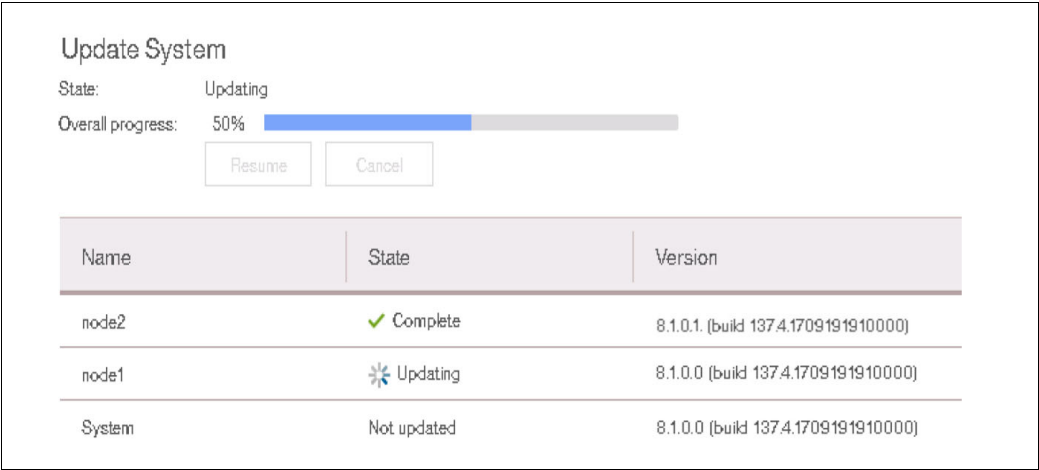 Update System
State: Updating
Overall progress: 50%
Resume Cancel
Name State Version
node2 Complete 8.1.0.1. (build 137.4.1709191910000)
node1 Updating 8.1.0.0 (build 137.4.1709191910000)
System Not updated 8.1.0.0 (build 137.4.1709191910000)